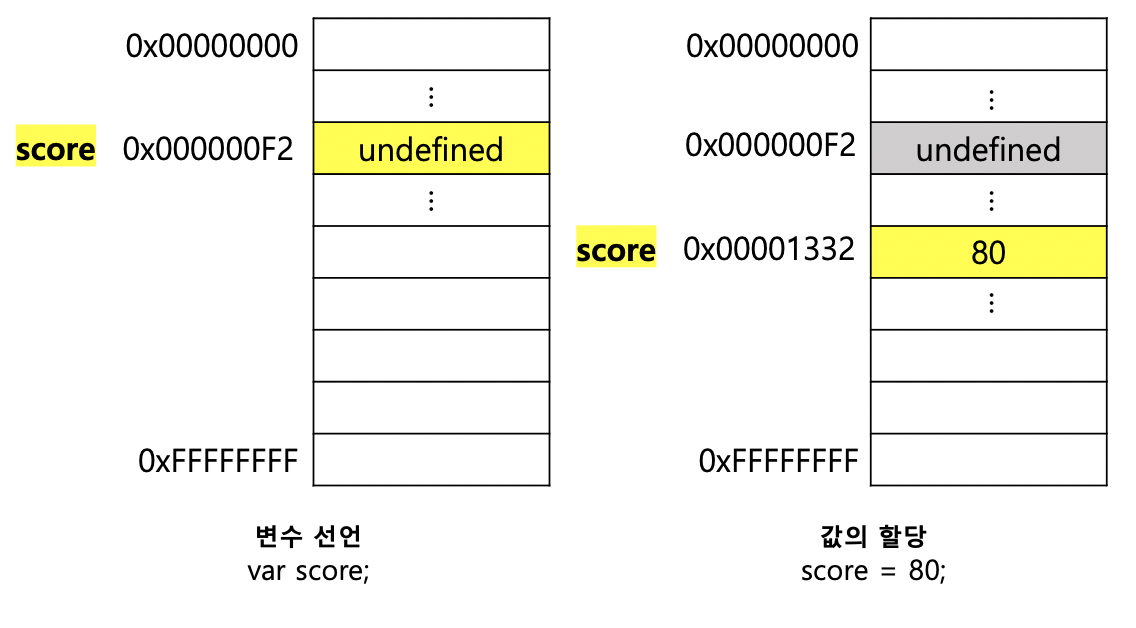 0x00000000
⋮
score 0x000000F2 undefined
⋮
0xFFFFFFFF
변수 선언
var score;
0x00000000
⋮
0x000000F2 undefined
⋮
score 0x00001332 80
⋮
0xFFFFFFFF
값의 할당
score = 80;